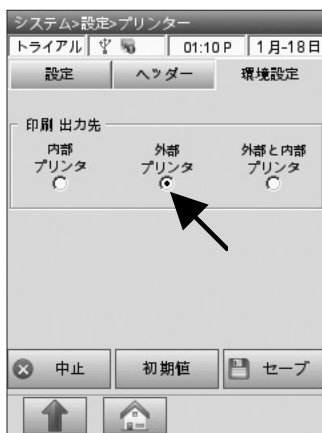 システム>設定>プリンター
トライアル 01:10 P 1月-18日
設定 ヘッダー 環境設定
印刷 出力先
内部 外部 外部と内部
プリンタ プリンタ プリンタ
中止 初期値 セーブ